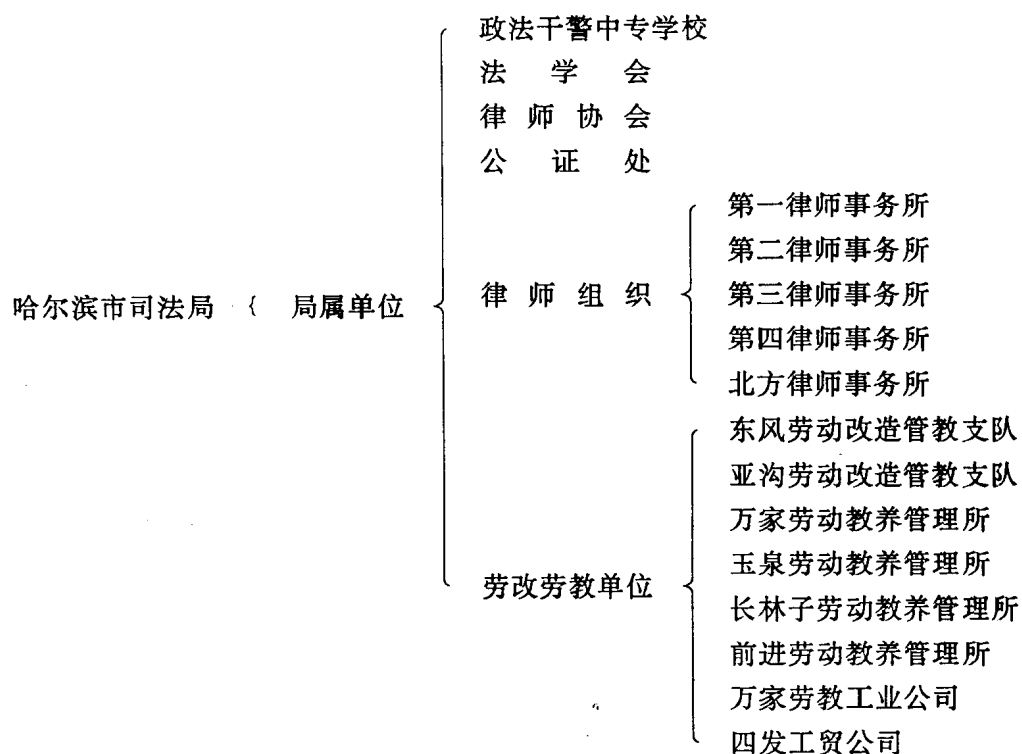 哈尔滨市司法局
局属单位
政法干警中专学校
法学会
律师协会
公证处
律师组织
第一律师事务所
第二律师事务所
第三律师事务所
第四律师事务所
北方律师事务所
劳改劳教单位
东风劳动改造管教支队
亚沟劳动改造管教支队
万家劳动教养管理所
玉泉劳动教养管理所
长林子劳动教养管理所
前进劳动教养管理所
万家劳教工业公司
四发工贸公司